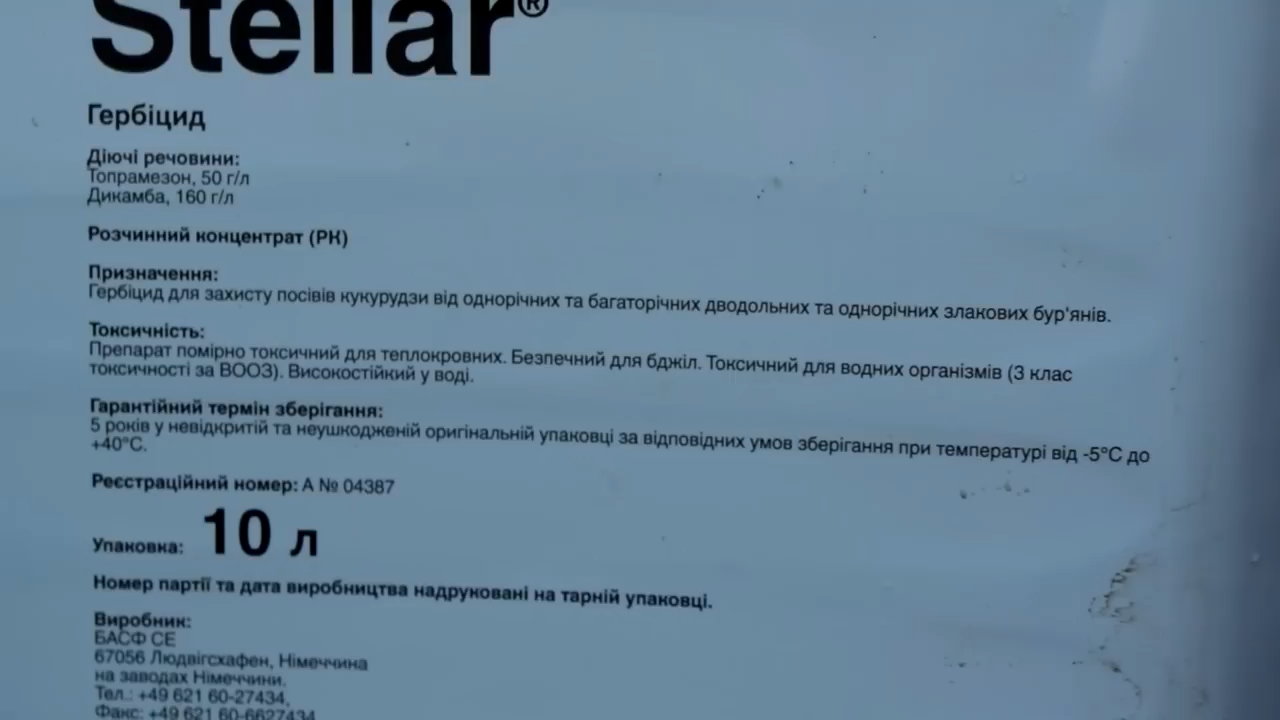 Stellar®
Гербіцид
Діючі речовини:
Топрамезон, 50 г/л
Дикамба, 160 г/л
Розчинний концентрат (РК)
Призначення:
Гербіцид для захисту посівів кукурудзи від однорічних та багаторічних дводольних та однорічних злакових бур'янів.
Токсичність:
Препарат помірно токсичний для теплокровних. Безпечний для бджіл. Токсичний для водних організмів (3 клас
токсичності за ВООЗ). Високостійкий у воді.
Гарантійний термін зберігання:
5 років у невідкритій та неушкодженій оригінальній упаковці за відповідних умов зберігання при температурі від -5°С до
+40°С.
Реєстраційний номер: А № 04387
Упаковка: 10 л
Номер партії та дата виробництва надруковані на тарній упаковці.
Виробник:
БАСФ СЕ
67056 Людвігсхафен, Німеччина
на заводах Німеччини.
Тел.: +49 621 60-27434,
Факс: +49 621 60-6627434